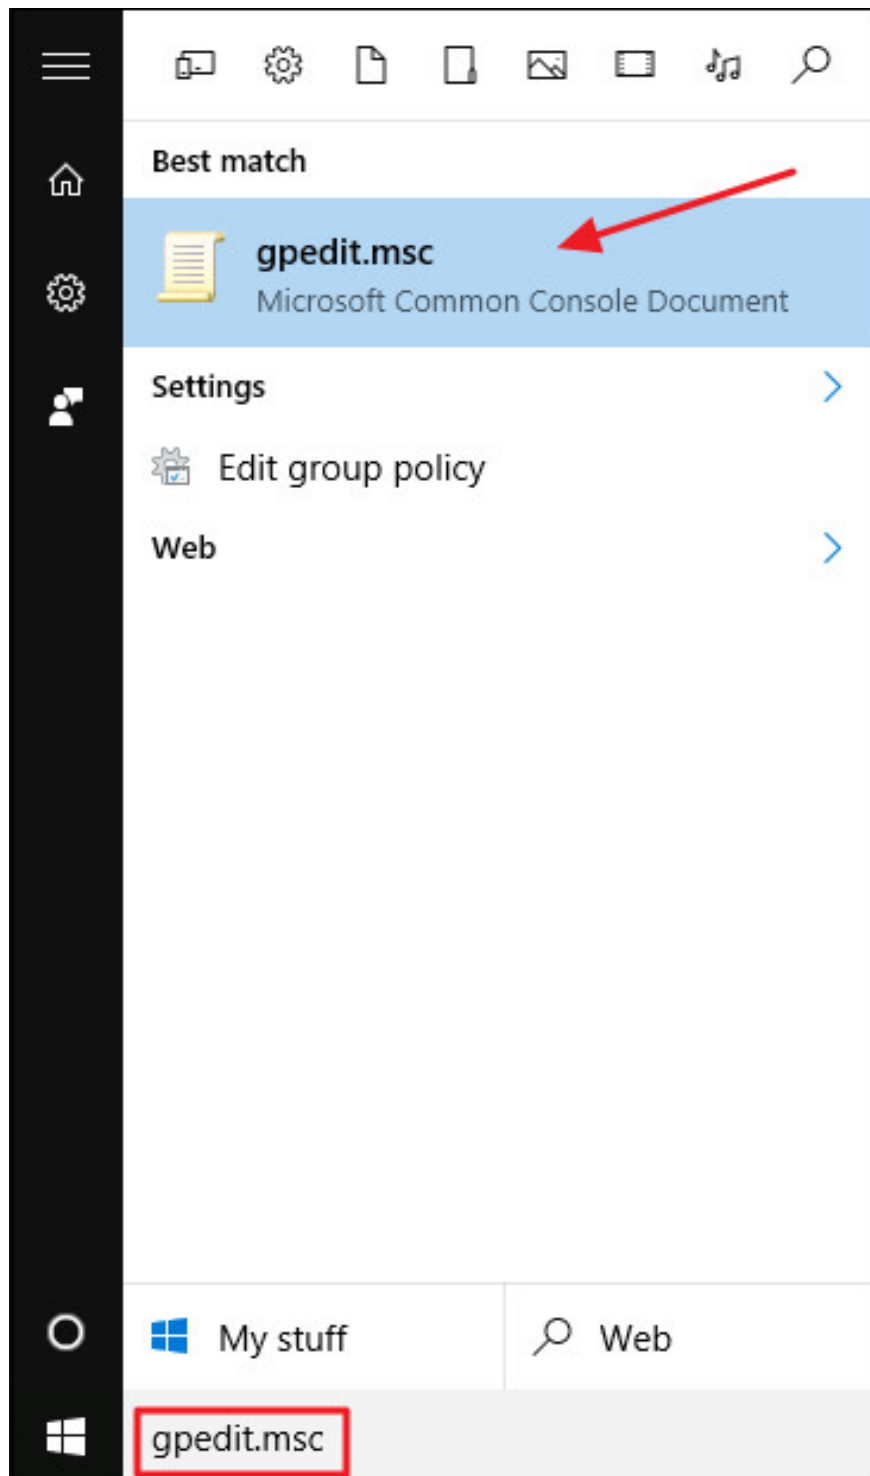 Best match
gpedit.msc
Microsoft Common Console Document
Settings
Edit group policy
Web
My stuff
Web
gpedit.msc